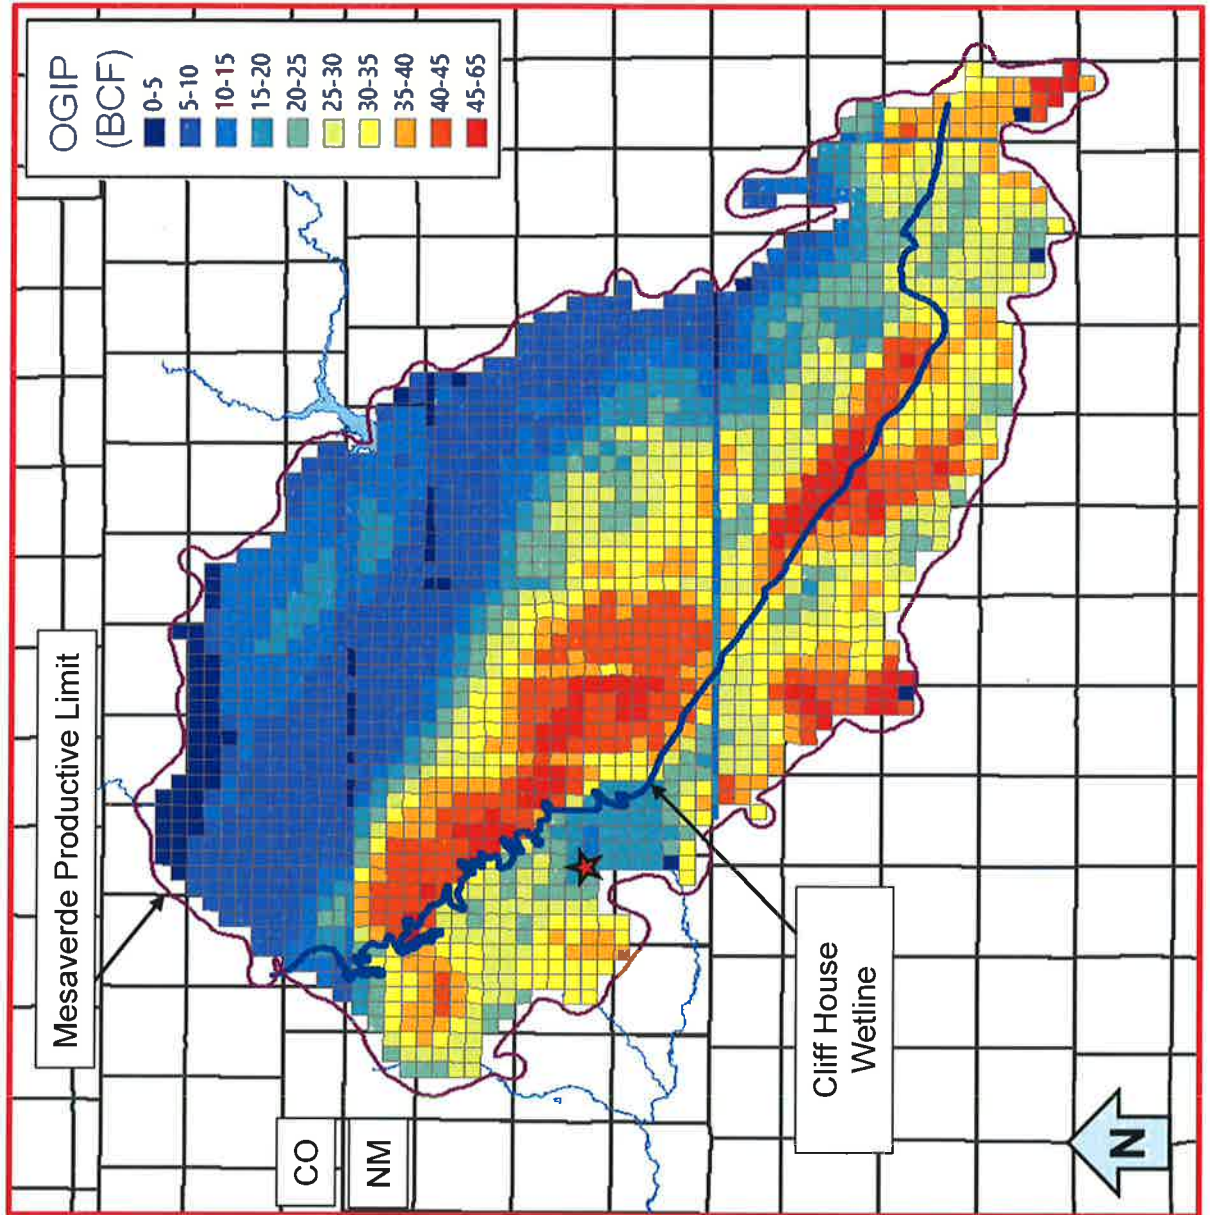 OGIP
(BCF)
0-5
5-10
10-15
15-20
20-25
25-30
30-35
35-40
40-45
45-65
Mesaverde Productive Limit
CO
NM
Cliff House
Wetline
N